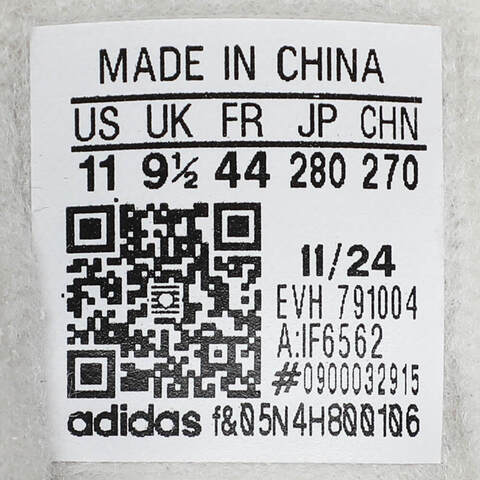 MADE IN CHINA
US UK FR JP CHN
11 9½ 44 280 270
11/24
EVH 791004
A:IF6562
#0900032915
adidas f&05N4H800106